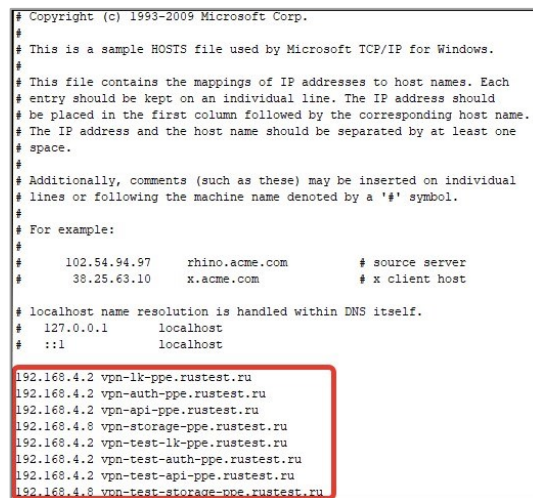 # Copyright (c) 1993-2009 Microsoft Corp.
#
# This is a sample HOSTS file used by Microsoft TCP/IP for Windows.
#
# This file contains the mappings of IP addresses to host names. Each
# entry should be kept on an individual line. The IP address should
# be placed in the first column followed by the corresponding host name.
# The IP address and the host name should be separated by at least one
# space.
#
# Additionally, comments (such as these) may be inserted on individual
# lines or following the machine name denoted by a '#' symbol.
#
# For example:
#
#      102.54.94.97     rhino.acme.com          # source server
#       38.25.63.10     x.acme.com              # x client host

# localhost name resolution is handled within DNS itself.
#   127.0.0.1       localhost
#   ::1             localhost

192.168.4.2 vpn-lk-ppe.rustest.ru
192.168.4.2 vpn-auth-ppe.rustest.ru
192.168.4.2 vpn-api-ppe.rustest.ru
192.168.4.8 vpn-storage-ppe.rustest.ru
192.168.4.2 vpn-test-lk-ppe.rustest.ru
192.168.4.2 vpn-test-auth-ppe.rustest.ru
192.168.4.2 vpn-test-api-ppe.rustest.ru
192.168.4.8 vpn-test-storage-ppe.rustest.ru